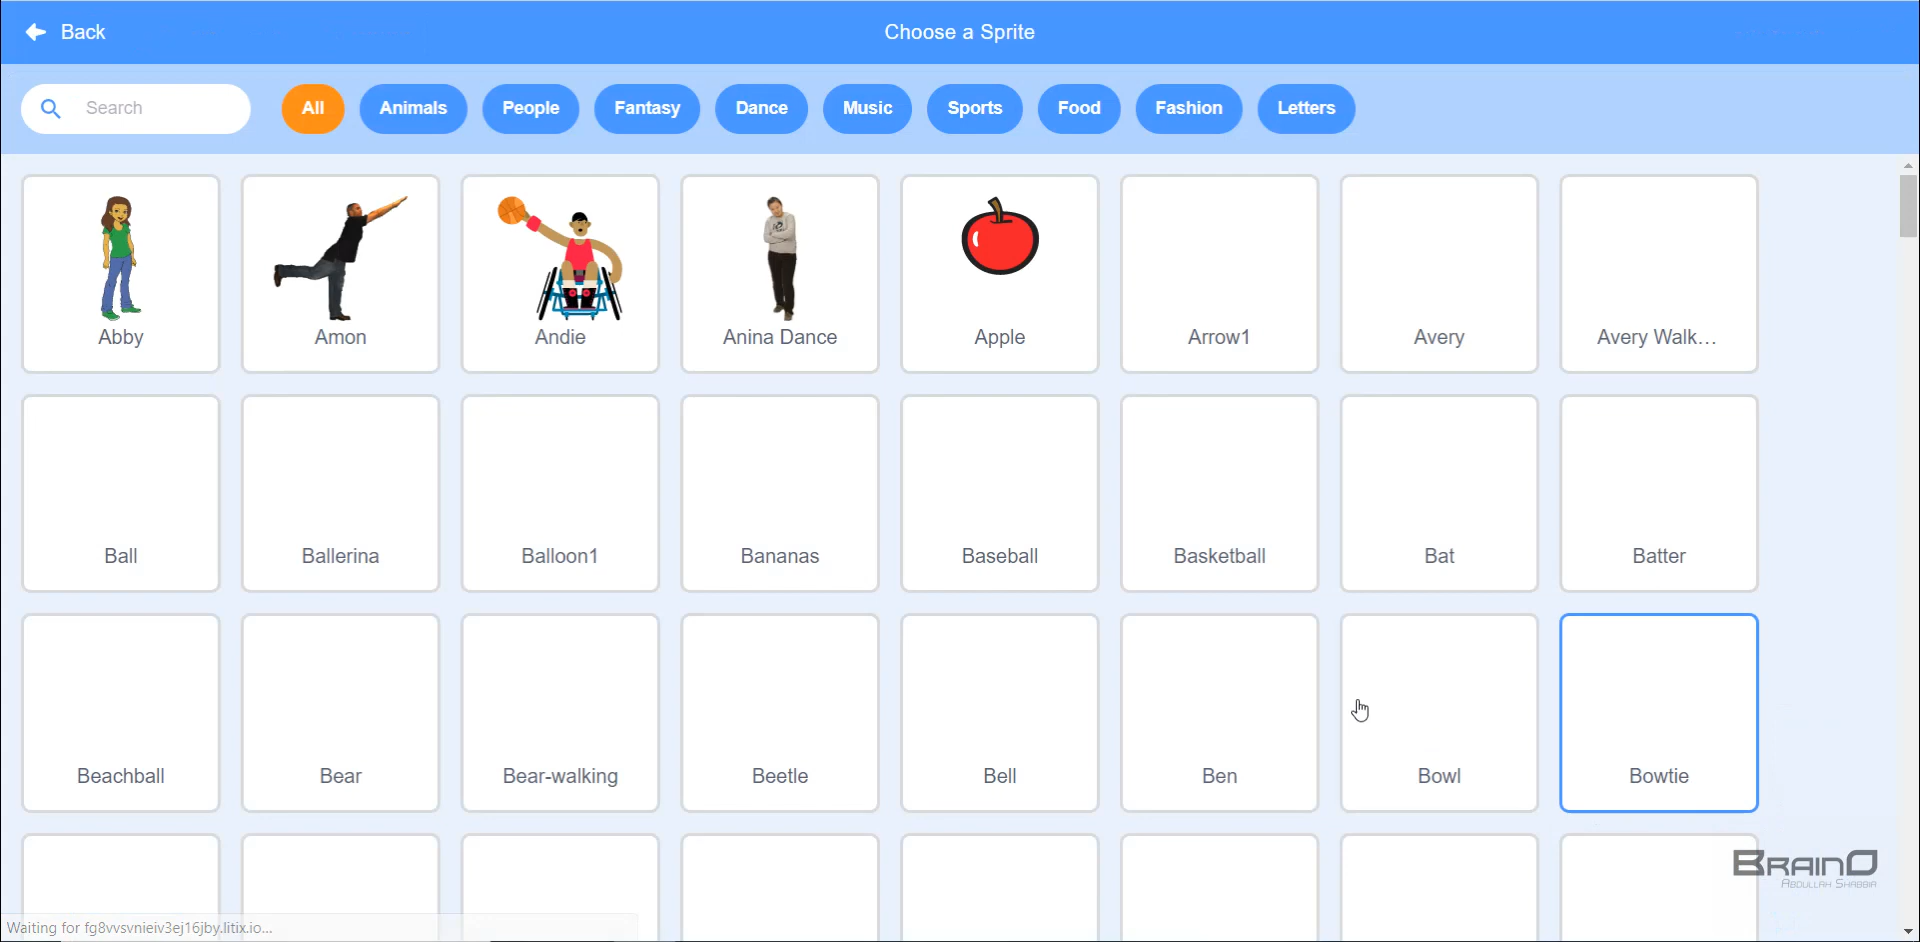 Back
Choose a Sprite
Search
All
Animals
People
Fantasy
Dance
Music
Sports
Food
Fashion
Letters
Abby
Amon
Andie
Anina Dance
Apple
Arrow1
Avery
Avery Walk...
Ball
Ballerina
Balloon1
Bananas
Baseball
Basketball
Bat
Batter
Beachball
Bear
Bear-walking
Beetle
Bell
Ben
Bowl
Bowtie
BrainO
Abdullah Shabbir
Waiting for fg8vvsvnieiv3ej16jby.litix.io...